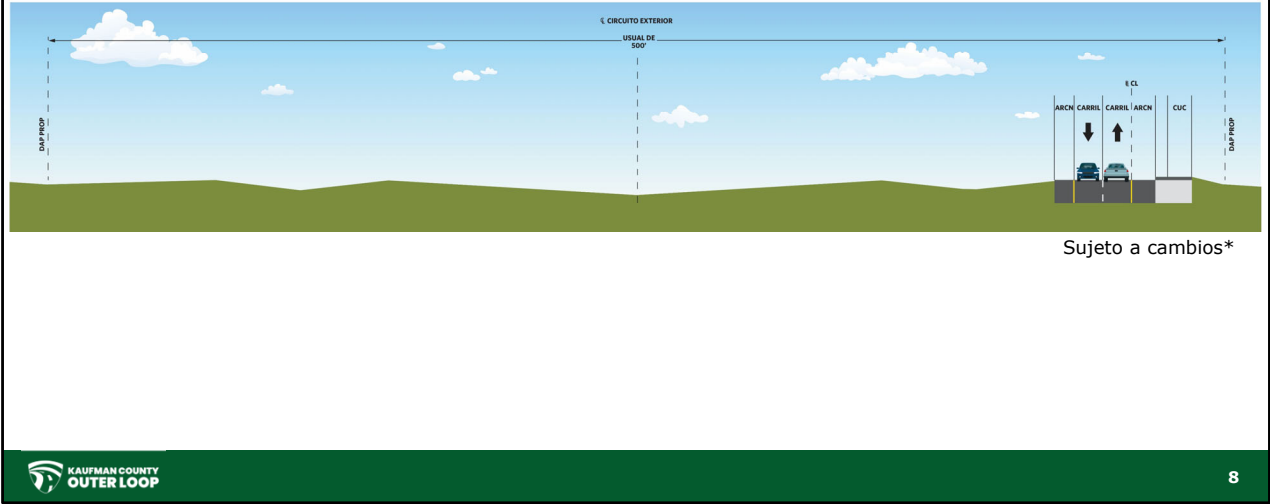 ℄ CIRCUITO EXTERIOR
USUAL DE
500'
DAP PROP
℄ CL
ARCN CARRIL CARRIL ARCN CUC
DAP PROP
Sujeto a cambios*
KAUFMAN COUNTY
OUTER LOOP
8